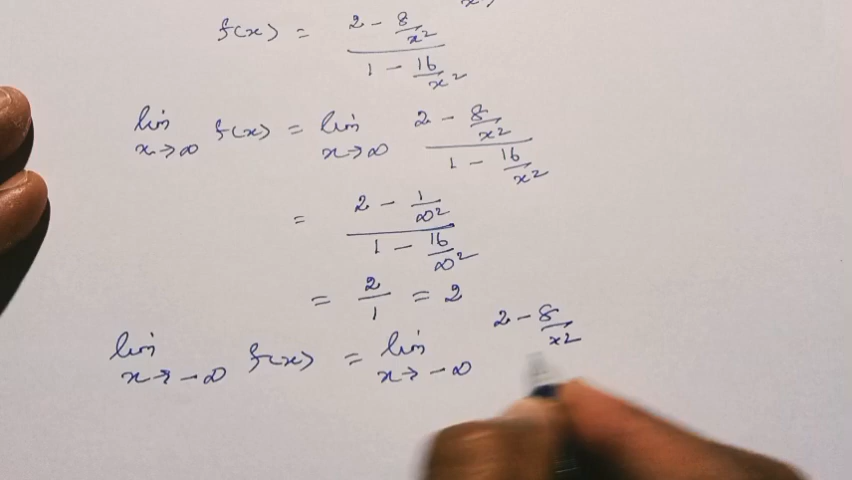 f(x) = (2 - 8/x²)/(1 - 16/x²)
lim x→∞ f(x) = lim x→∞ (2 - 8/x²)/(1 - 16/x²)
= (2 - 1/∞²)/(1 - 16/∞²)
= 2/1 = 2
lim x→-∞ f(x) = lim x→-∞ 2 - 8/x²